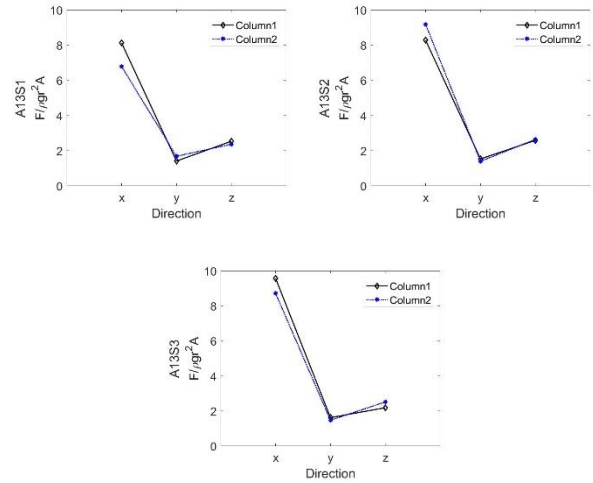 A13S1
F/ρgr²A
10
8
6
4
2
0
x y z
Direction
Column1
Column2
A13S2
F/ρgr²A
10
8
6
4
2
0
x y z
Direction
Column1
Column2
A13S3
F/ρgr²A
10
8
6
4
2
0
x y z
Direction
Column1
Column2